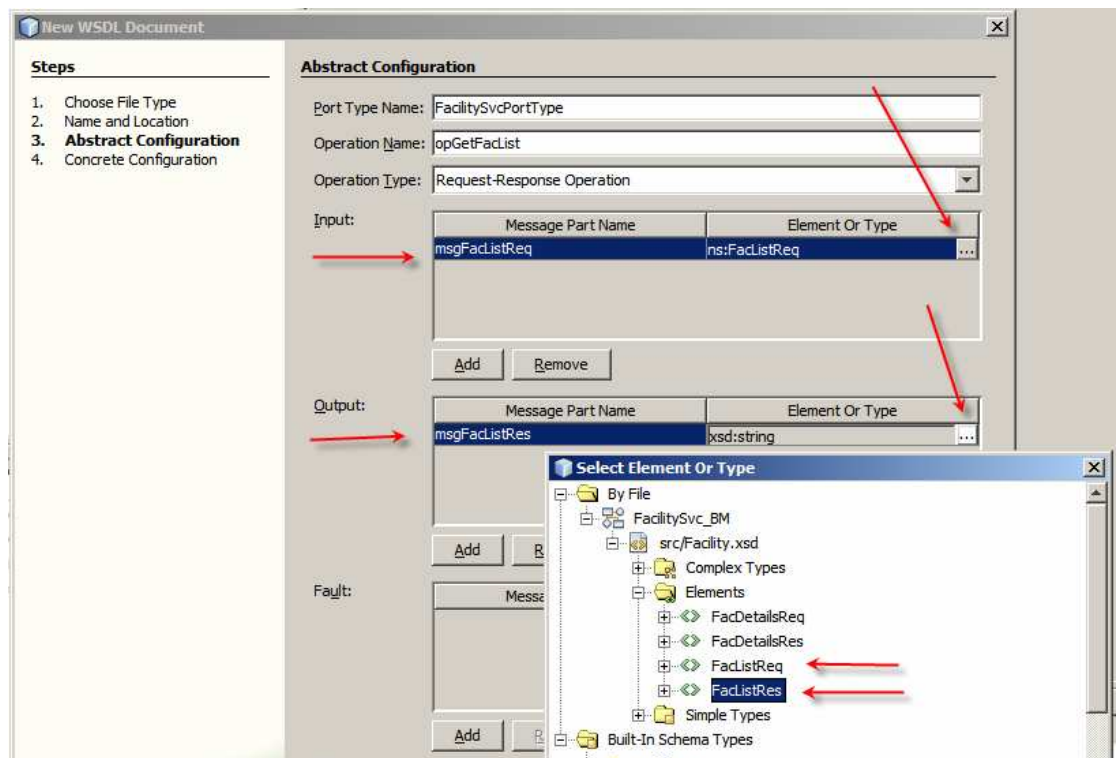 New WSDL Document
Steps
1. Choose File Type
2. Name and Location
3. Abstract Configuration
4. Concrete Configuration
Abstract Configuration
Port Type Name: FacilitySvcPortType
Operation Name: opGetFacList
Operation Type: Request-Response Operation
Input:
Message Part Name Element Or Type
msgFacListReq ns:FacListReq ...
Add Remove
Output:
Message Part Name Element Or Type
msgFacListRes xsd:string ...
Add R
Fault:
Messa
Add R
Select Element Or Type
By File
FacilitySvc_BM
src/Facility.xsd
Complex Types
Elements
FacDetailsReq
FacDetailsRes
FacListReq
FacListRes
Simple Types
Built-In Schema Types